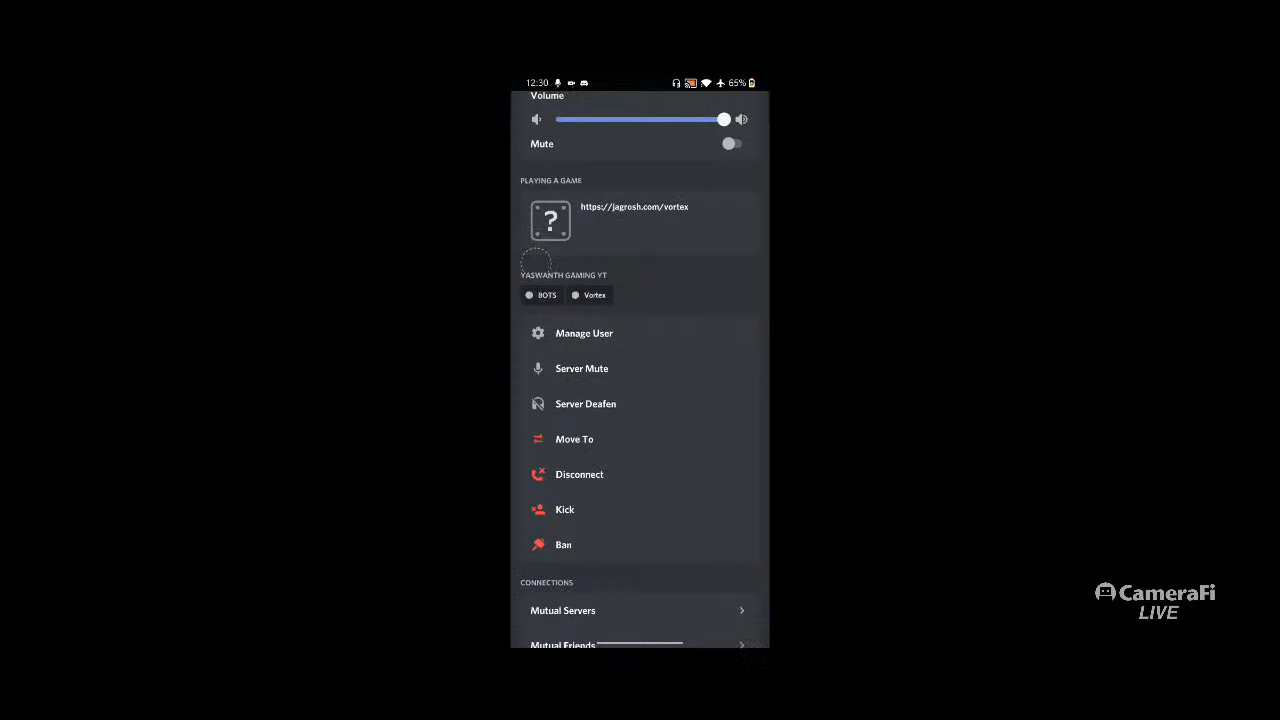 12:30 65%
Volume
Mute
PLAYING A GAME
https://jagrosh.com/vortex
?
YASWANTH GAMING YT
BOTS Vortex
Manage User
Server Mute
Server Deafen
Move To
Disconnect
Kick
Ban
CONNECTIONS
Mutual Servers
Mutual Friends
CameraFi
LIVE